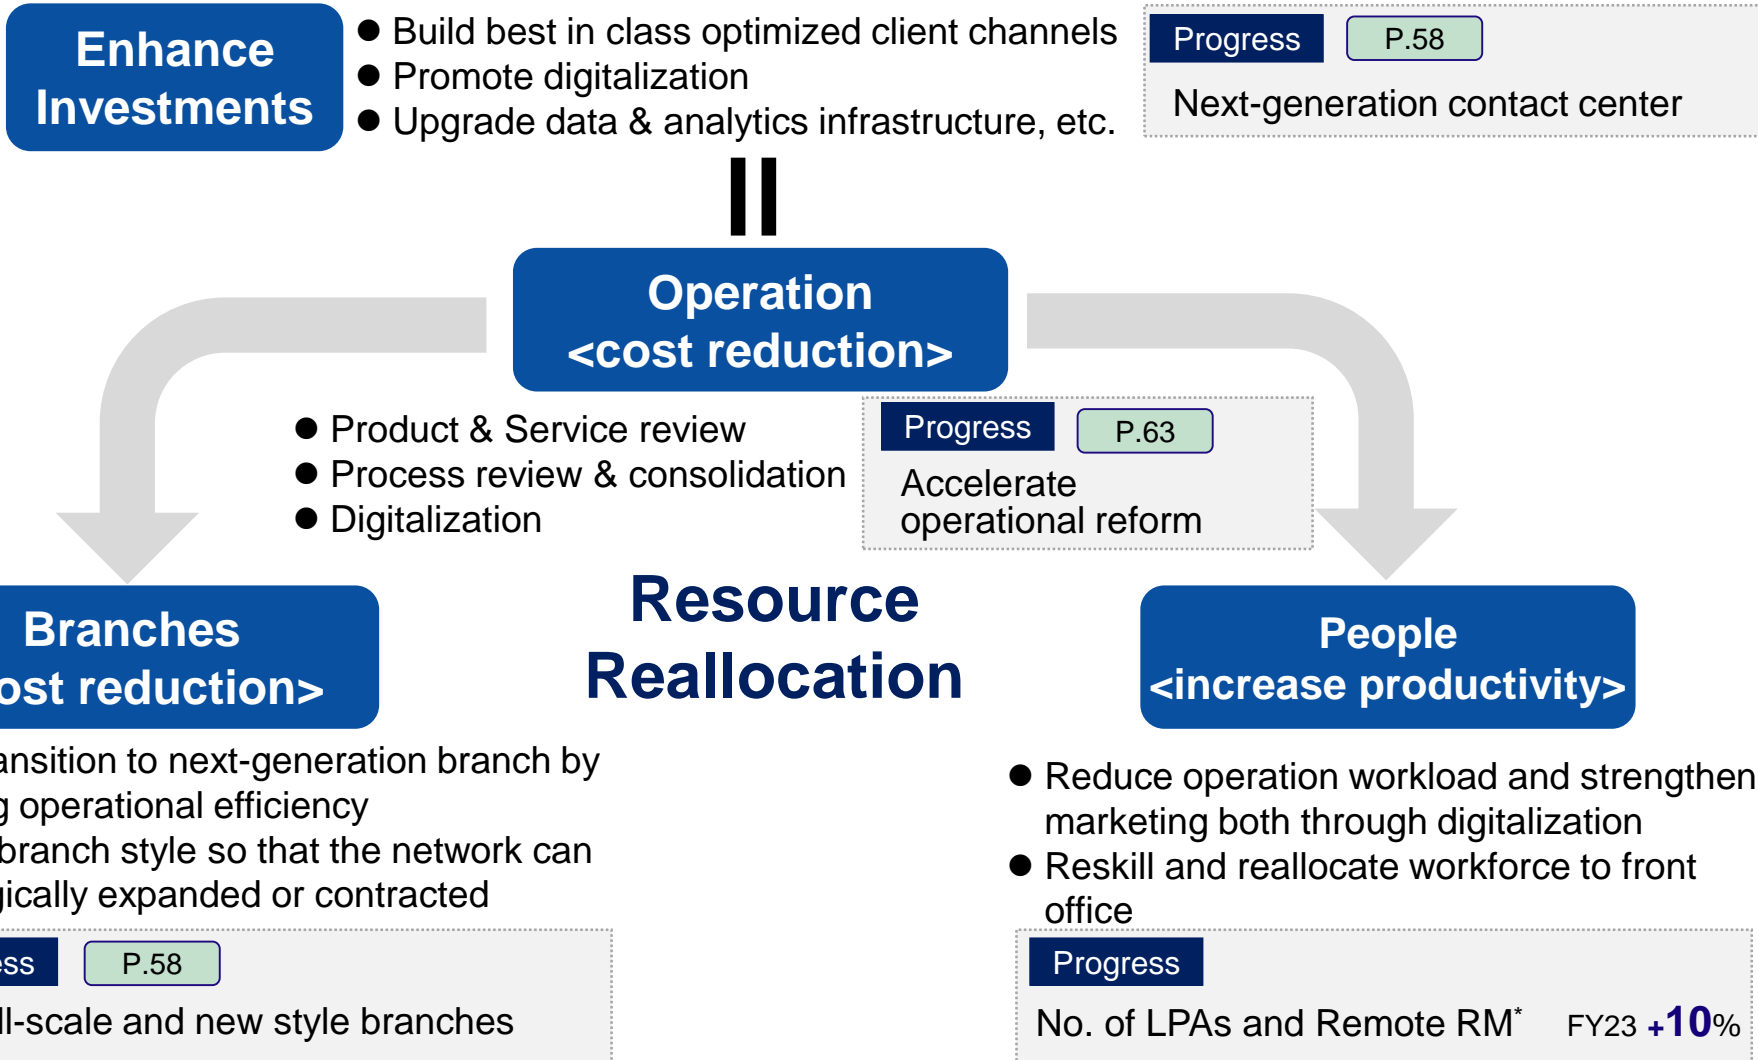 Enhance
Investments
● Build best in class optimized client channels
● Promote digitalization
● Upgrade data & analytics infrastructure, etc.
Progress P.58
Next-generation contact center
Operation
<cost reduction>
● Product & Service review
● Process review & consolidation
● Digitalization
Progress P.63
Accelerate
operational reform
Resource
Reallocation
Branches
ost reduction>
ansition to next-generation branch by
g operational efficiency
branch style so that the network can
gically expanded or contracted
ess P.58
ll-scale and new style branches
People
<increase productivity>
● Reduce operation workload and strengthen
marketing both through digitalization
● Reskill and reallocate workforce to front
office
Progress
No. of LPAs and Remote RM* FY23 +10%